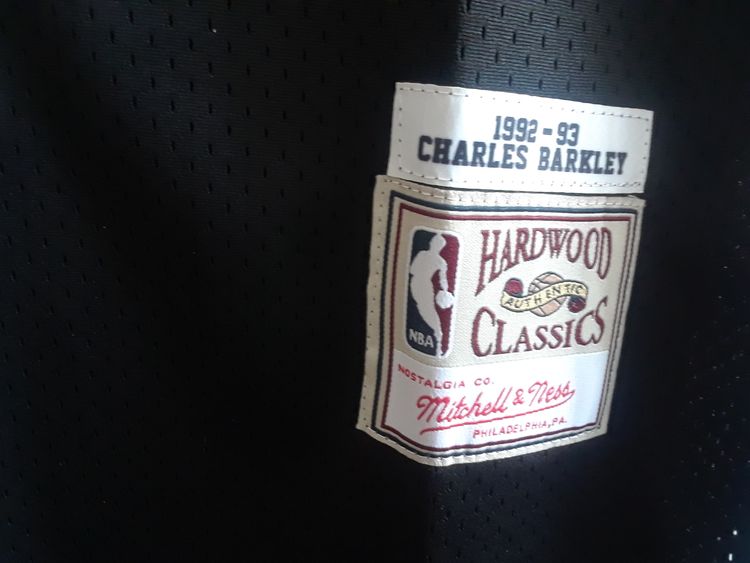 1992-93
CHARLES BARKLEY
HARDWOOD
AUTHENTIC
CLASSICS
NBA
NOSTALGIA CO.
Mitchell & Ness
PHILADELPHIA, PA.